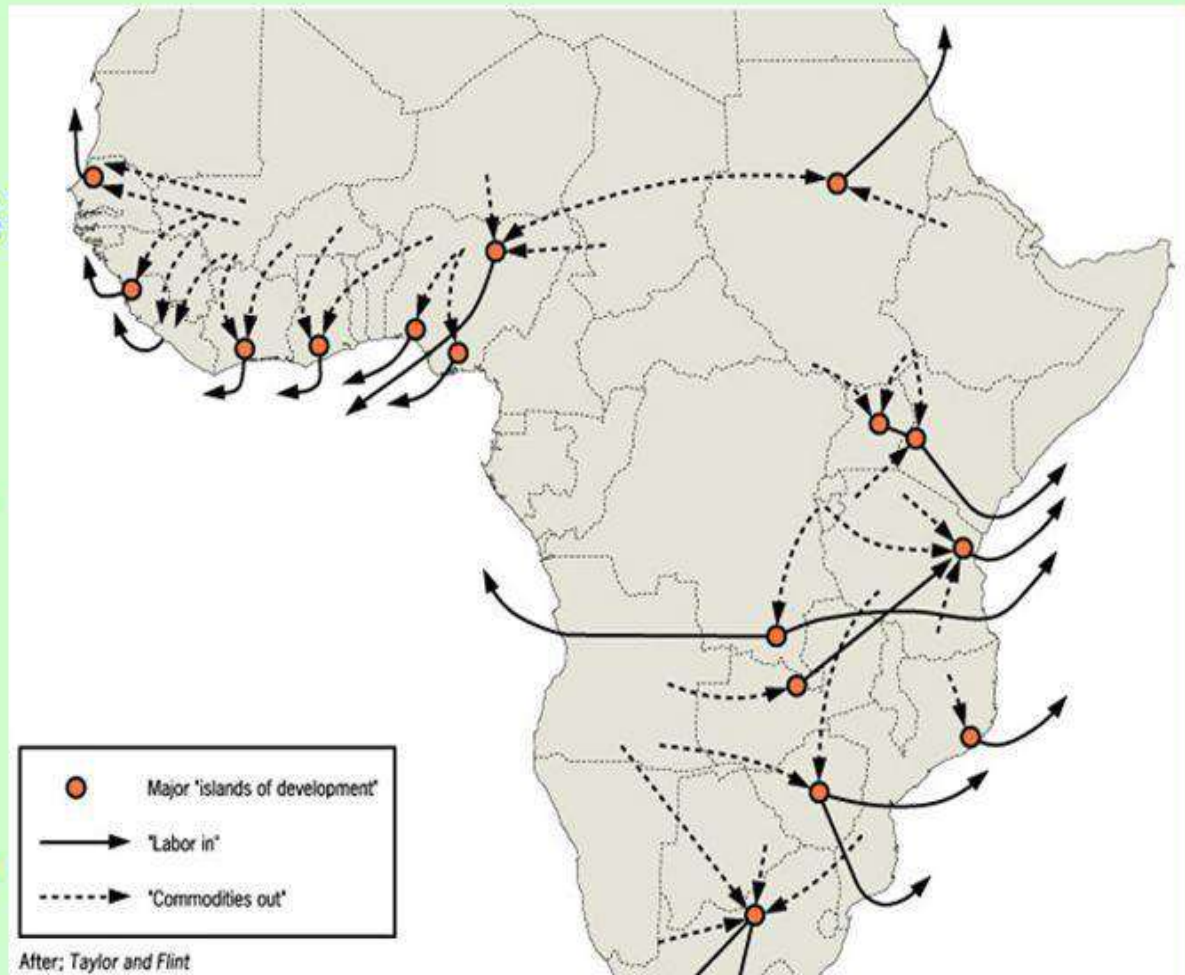 Major "islands of development"
"Labor in"
"Commodities out"
After; Taylor and Flint